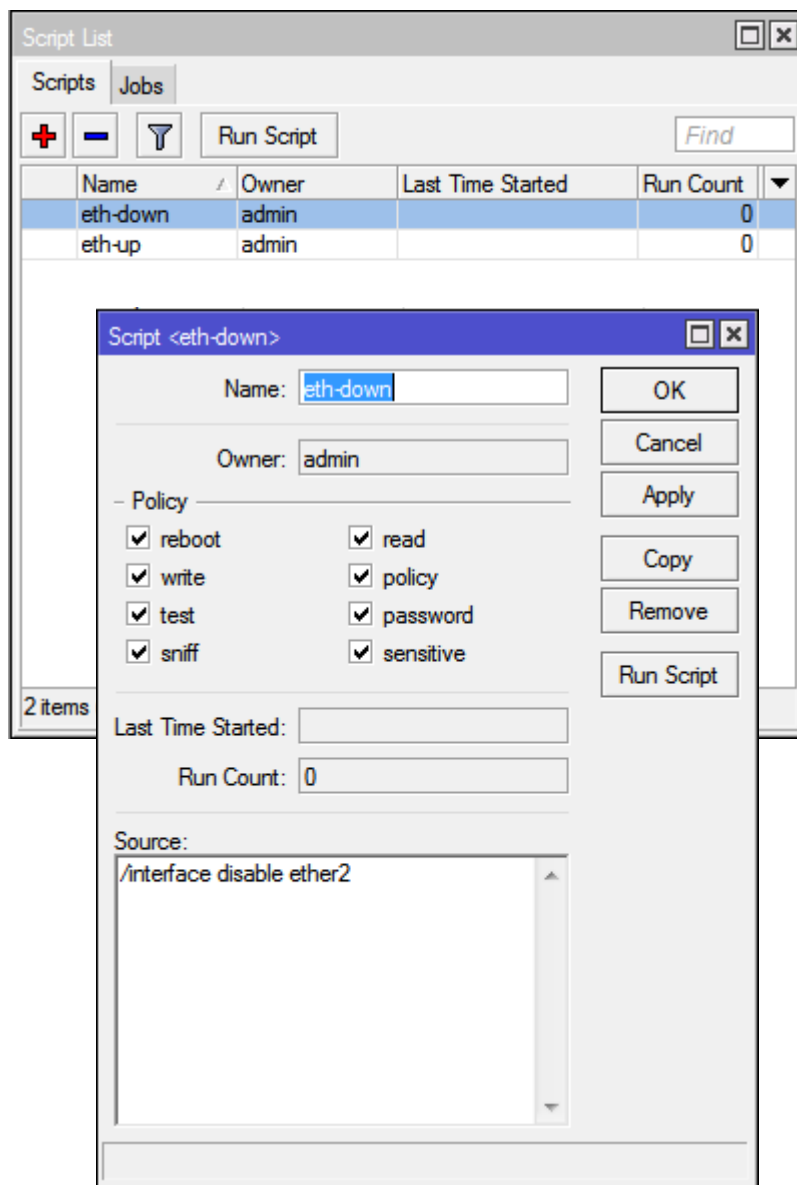 Script List
Scripts Jobs
Run Script Find
Name Owner Last Time Started Run Count
eth-down admin 0
eth-up admin 0
2 items
Script <eth-down>
Name: eth-down OK
Owner: admin Cancel
Policy Apply
reboot read
write policy Copy
test password Remove
sniff sensitive
Run Script
Last Time Started:
Run Count: 0
Source:
/interface disable ether2